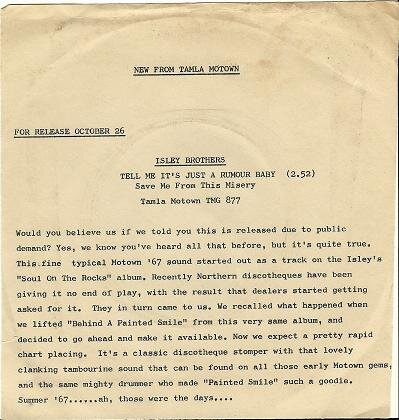 NEW FROM TAMLA MOTOWN
FOR RELEASE OCTOBER 26
ISLEY BROTHERS
TELL ME IT'S JUST A RUMOUR BABY (2.52)
Save Me From This Misery
Tamla Motown TMG 877
Would you believe us if we told you this is released due to public
demand? Yes, we know you've heard all that before, but it's quite true.
This fine typical Motown '67 sound started out as a track on the Isley's
"Soul On The Rocks" album. Recently Northern discotheques have been
giving it no end of play, with the result that dealers started getting
asked for it. They in turn came to us. We recalled what happened when
we lifted "Behind A Painted Smile" from this very same album, and
decided to go ahead and make it available. Now we expect a pretty rapid
chart placing. It's a classic discotheque stomper with that lovely
clanking tambourine sound that can be found on all those early Motown gems,
and the same mighty drummer who made "Painted Smile" such a goodie.
Summer '67......ah, those were the days....